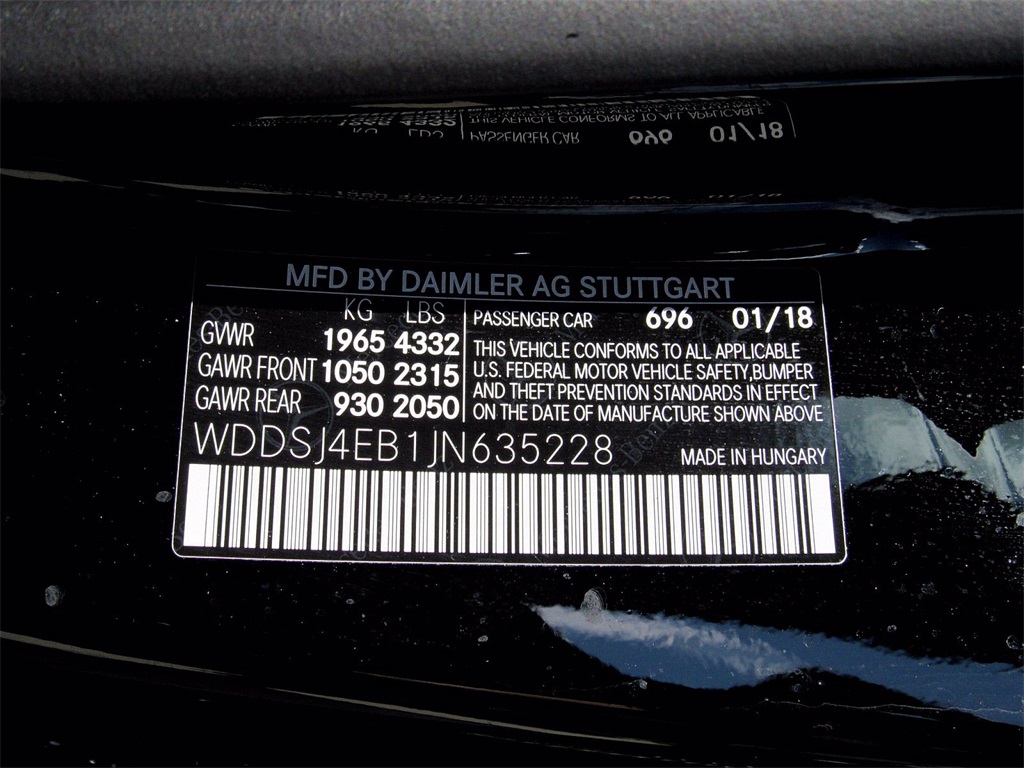 MFD BY DAIMLER AG STUTTGART
KG LBS
GVWR 1965 4332
GAWR FRONT 1050 2315
GAWR REAR 930 2050
PASSENGER CAR 696 01/18
THIS VEHICLE CONFORMS TO ALL APPLICABLE
U.S. FEDERAL MOTOR VEHICLE SAFETY,BUMPER
AND THEFT PREVENTION STANDARDS IN EFFECT
ON THE DATE OF MANUFACTURE SHOWN ABOVE
WDDSJ4EB1JN635228
MADE IN HUNGARY